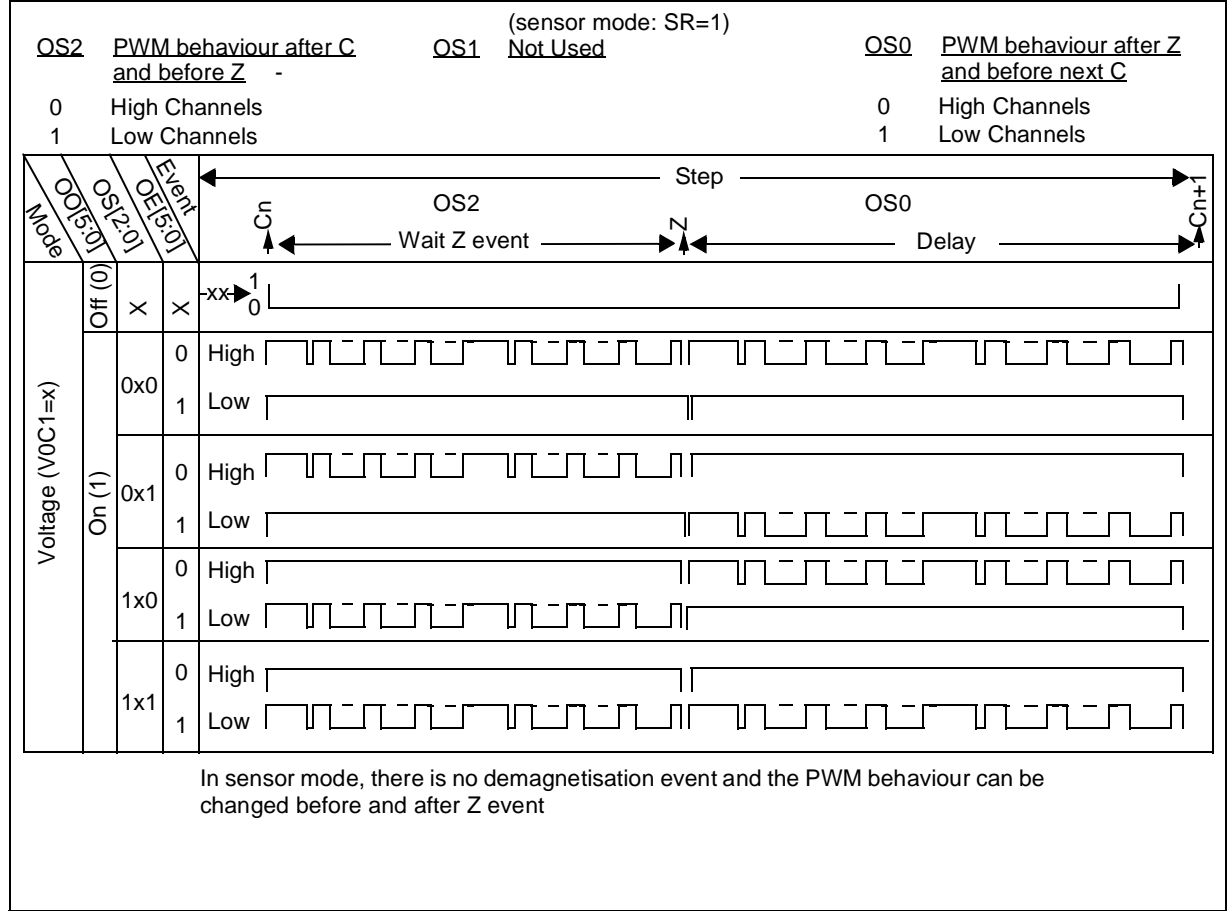 (sensor mode: SR=1)
OS2 PWM behaviour after C and before Z -
0 High Channels
1 Low Channels
OS1 Not Used
OS0 PWM behaviour after Z and before next C
0 High Channels
1 Low Channels
Mode
OO[5:0]
OS[2:0]
OE[5:0]
Event
Step
Cn
OS2
Z
OS0
Cn+1
Wait Z event
Delay
Voltage (V0C1=x)
Off (0)
X
X
xx
1
0
On (1)
0x0
0 High
1 Low
0x1
0 High
1 Low
1x0
0 High
1 Low
1x1
0 High
1 Low
In sensor mode, there is no demagnetisation event and the PWM behaviour can be
changed before and after Z event